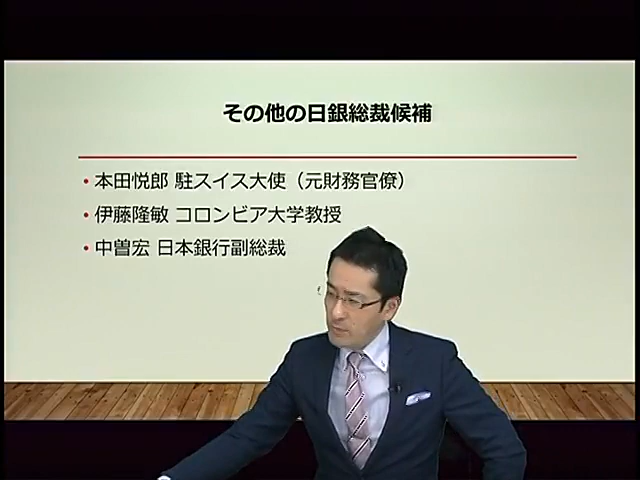 その他の日銀総裁候補
• 本田悦郎 駐スイス大使（元財務官僚）
• 伊藤隆敏 コロンビア大学教授
• 中曽宏 日本銀行副総裁